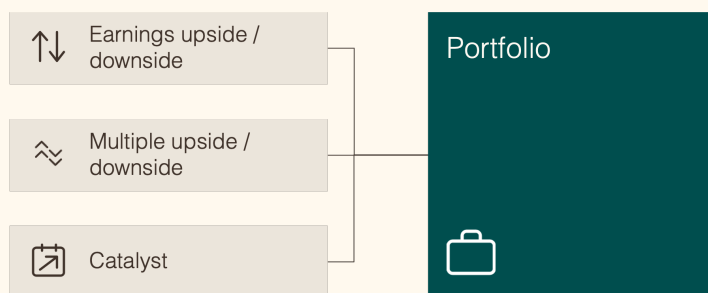 Earnings upside /
downside
Multiple upside /
downside
Catalyst
Portfolio